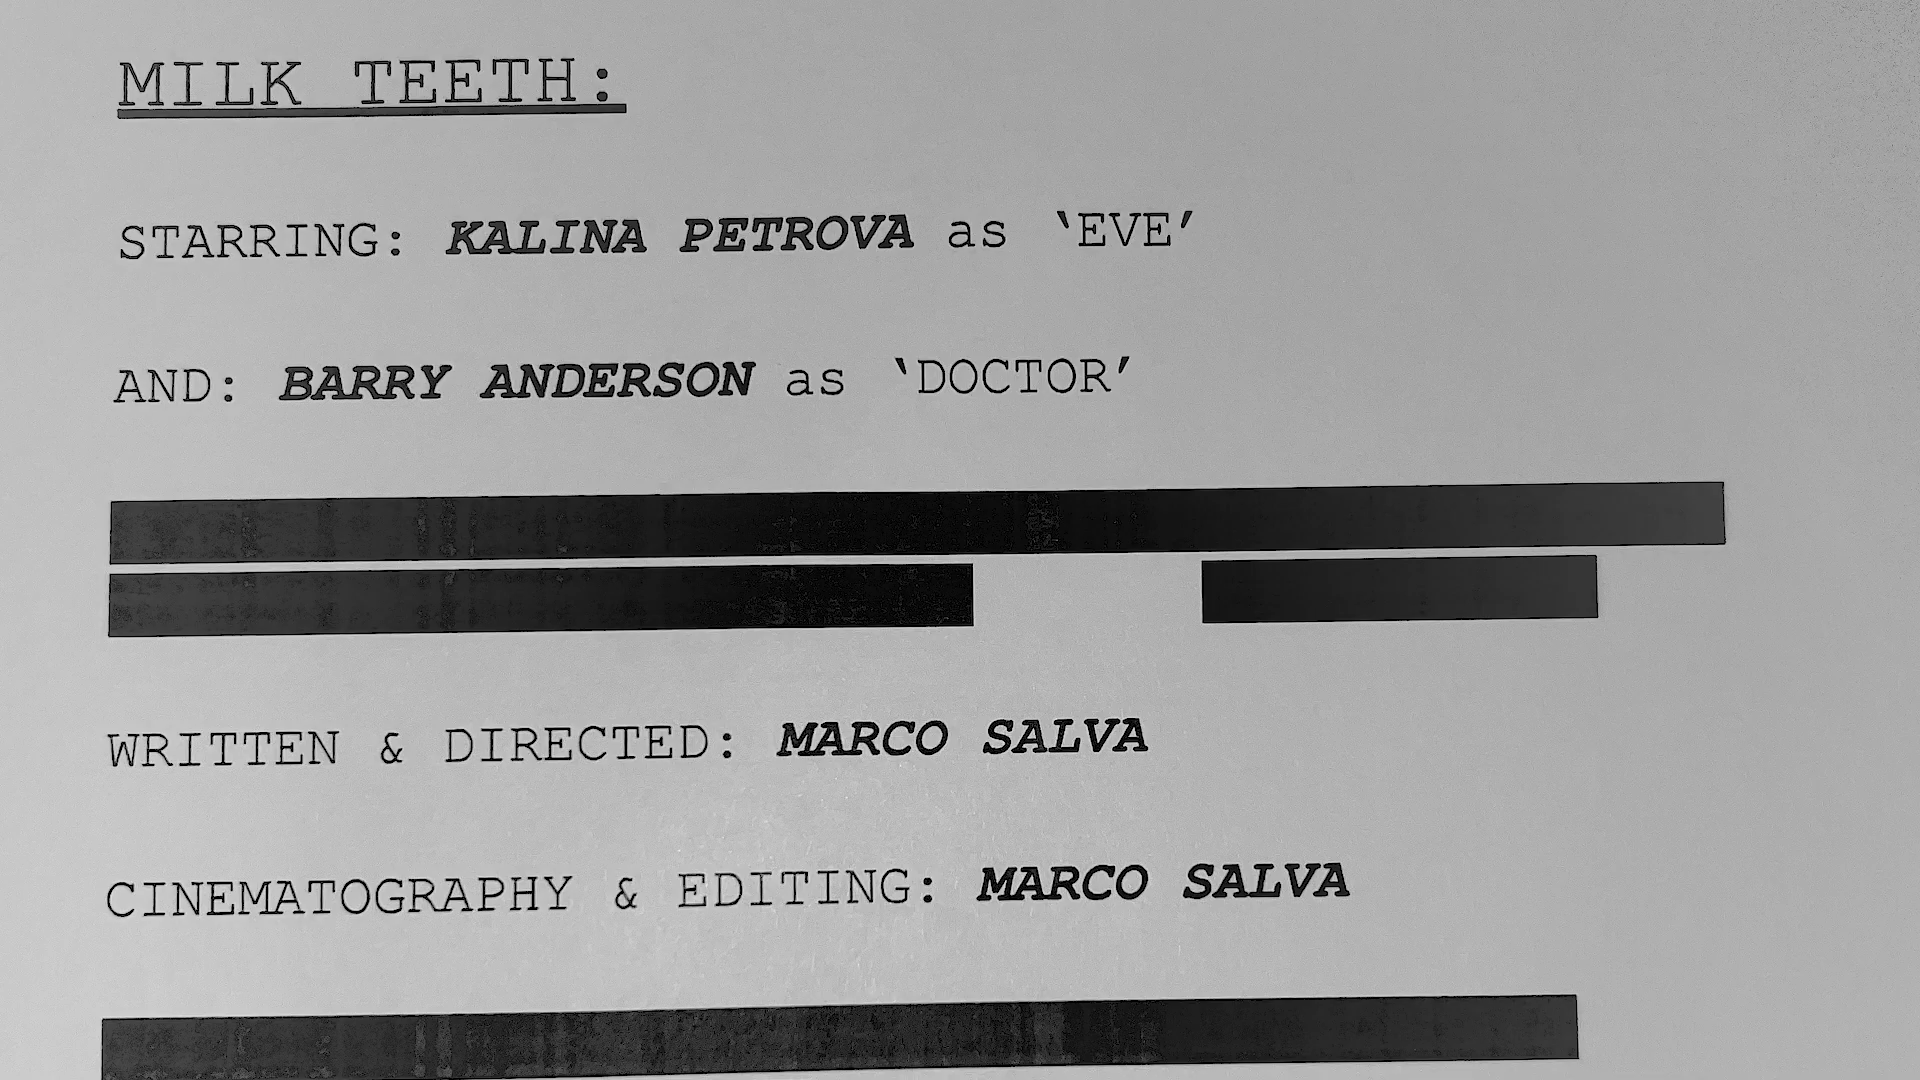 MILK TEETH:
STARRING: KALINA PETROVA as ‘EVE’
AND: BARRY ANDERSON as ‘DOCTOR’
WRITTEN & DIRECTED: MARCO SALVA
CINEMATOGRAPHY & EDITING: MARCO SALVA